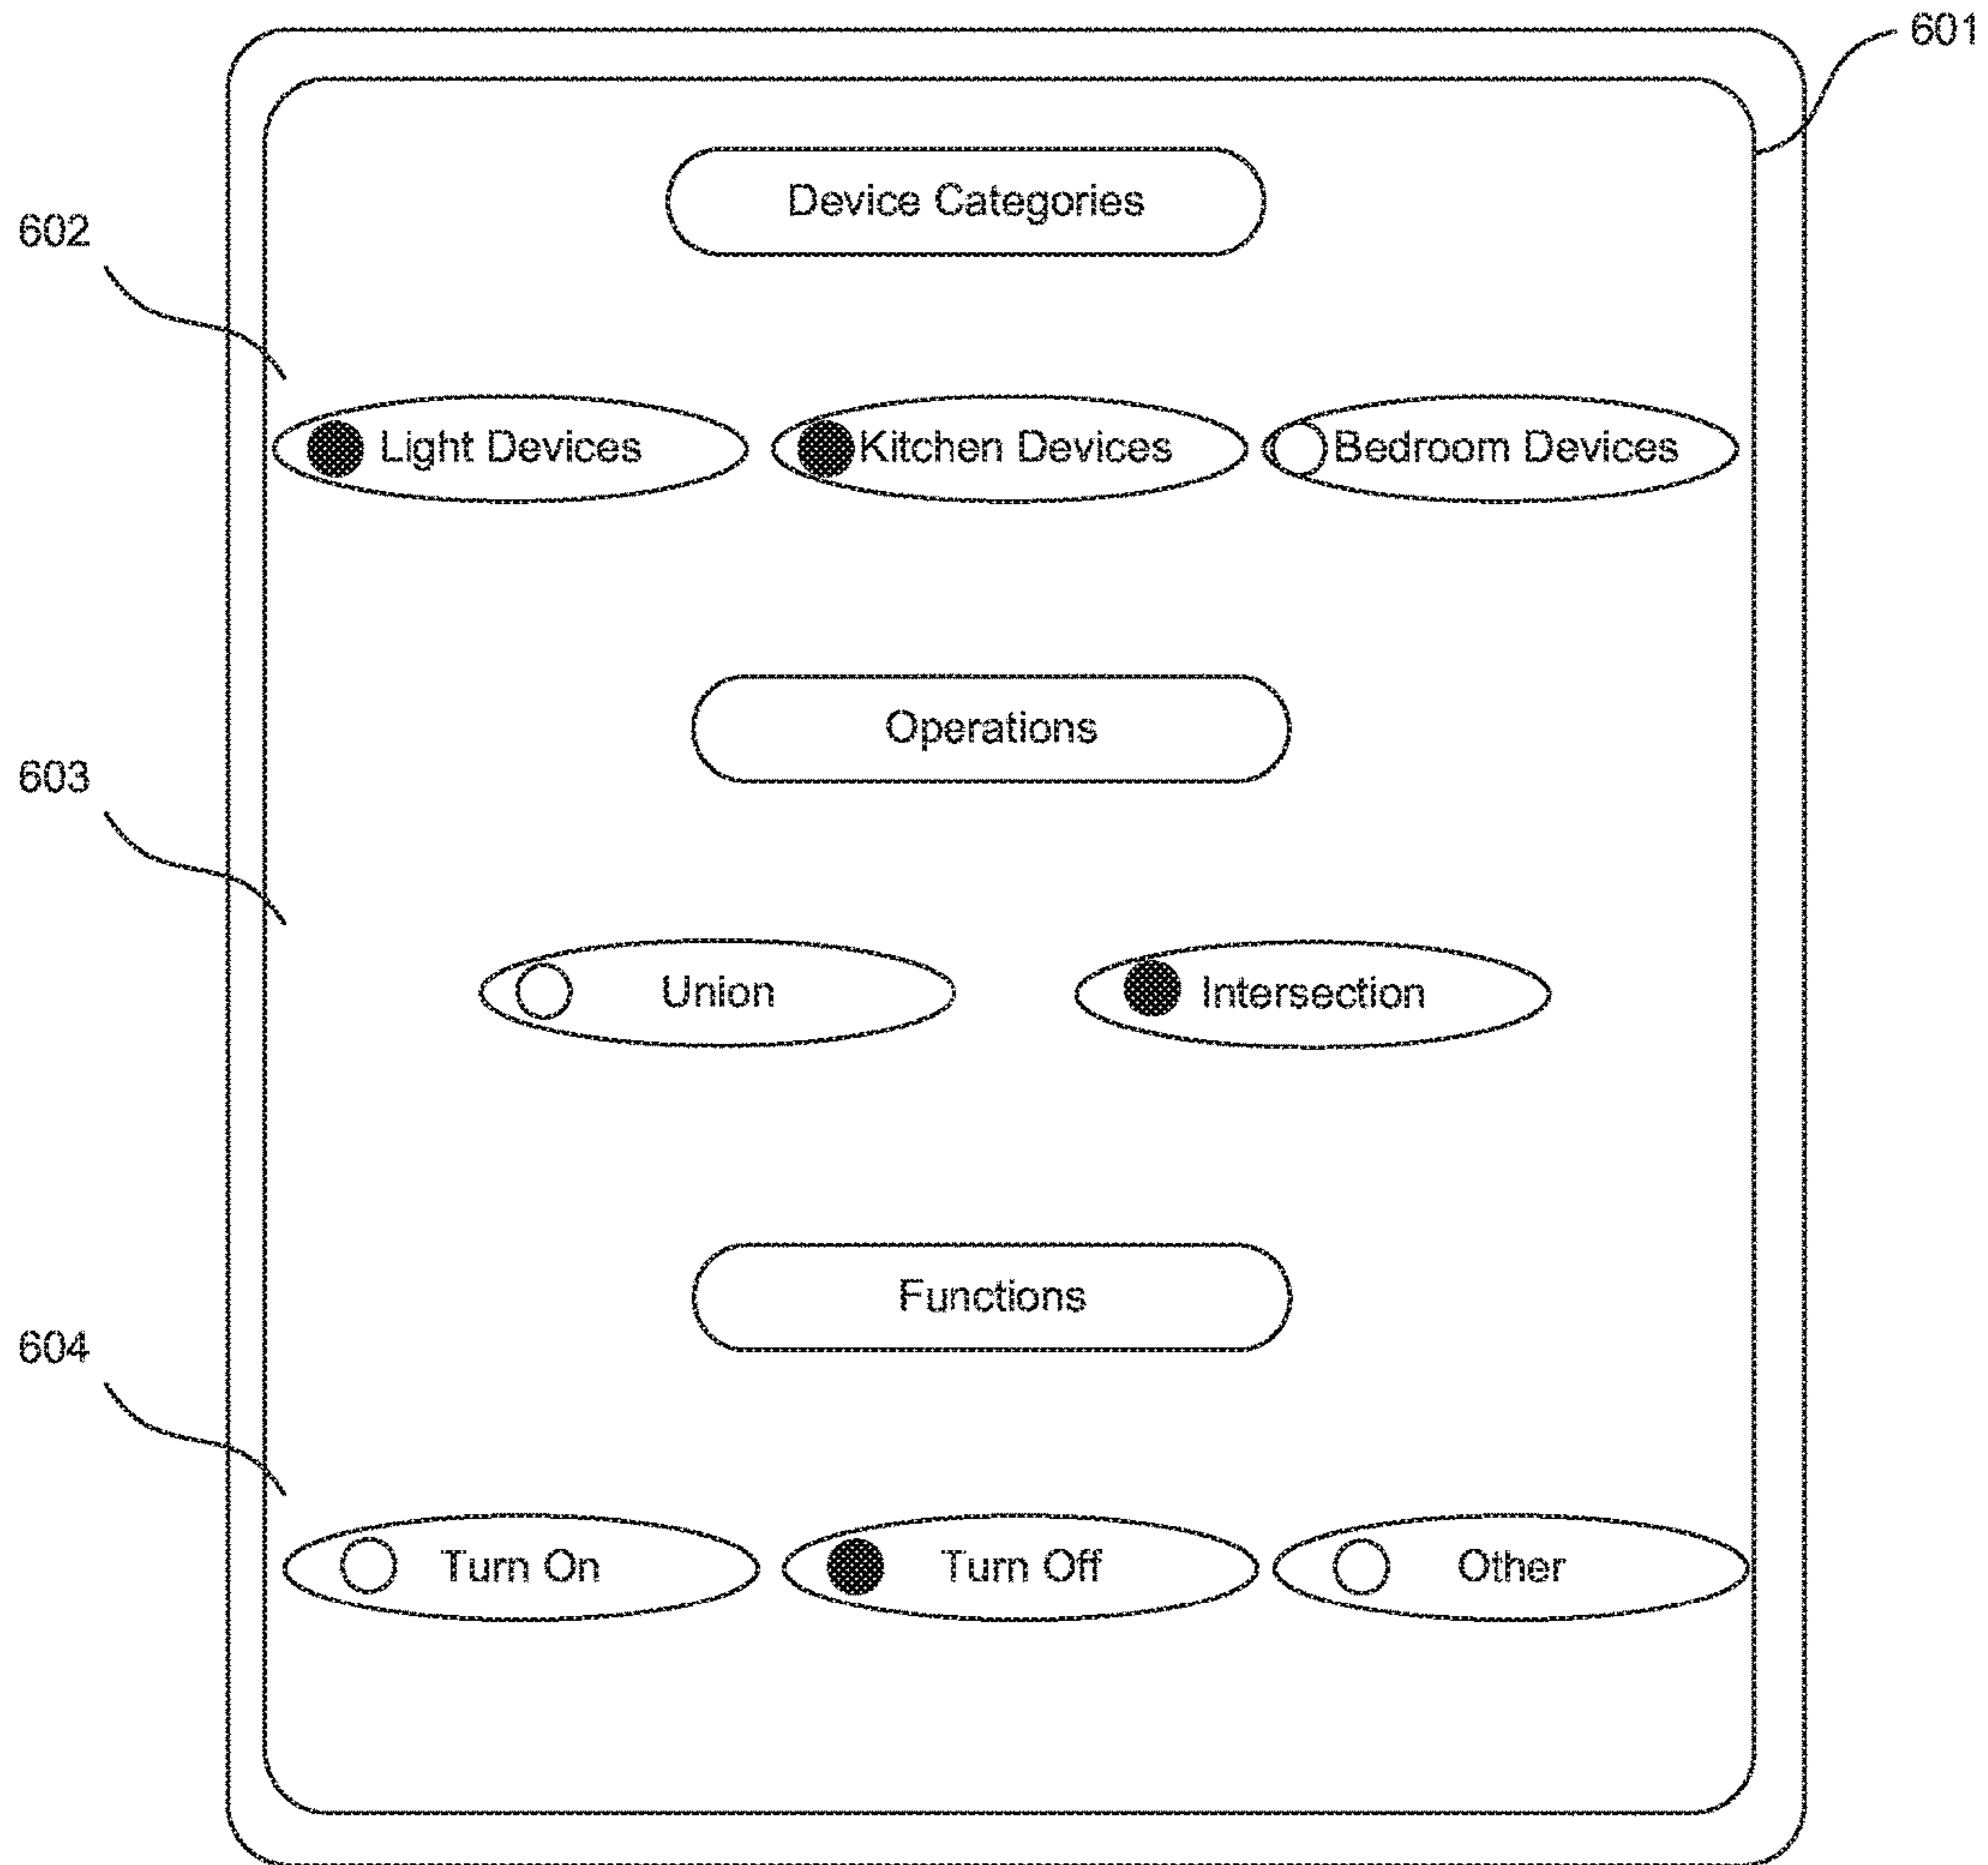 601
Device Categories
602
Light Devices Kitchen Devices Bedroom Devices
Operations
603
Union Intersection
Functions
604
Turn On Turn Off Other